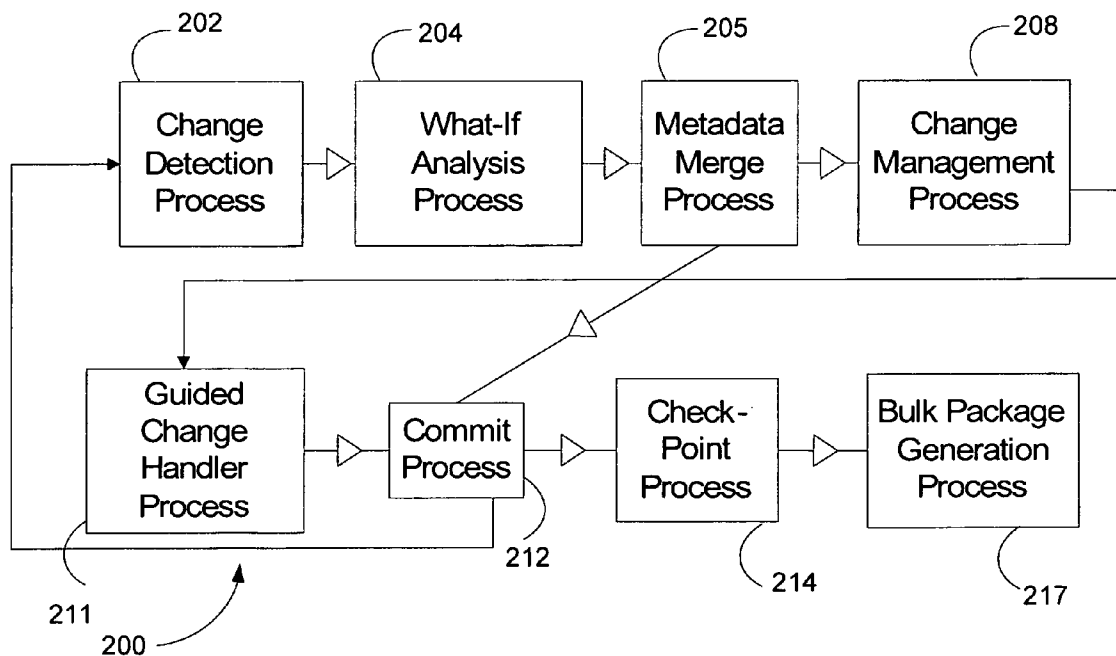 202
204
205
208
Change
Detection
Process
What-If
Analysis
Process
Metadata
Merge
Process
Change
Management
Process
Guided
Change
Handler
Process
Commit
Process
Check-
Point
Process
Bulk Package
Generation
Process
211
200
212
214
217